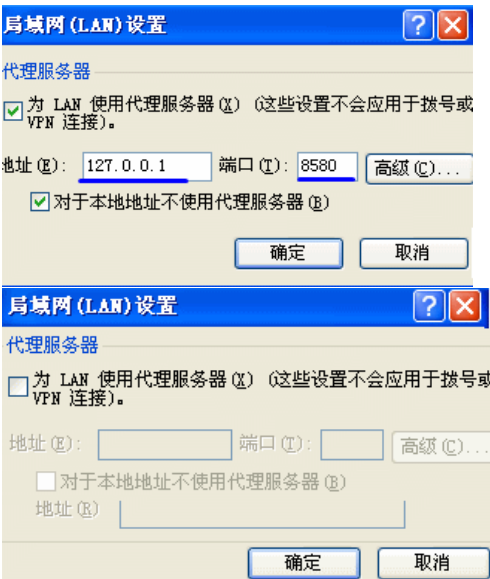 局域网(LAN)设置
代理服务器
为 LAN 使用代理服务器(X) (这些设置不会应用于拨号或
VPN 连接)。
地址(E): 127.0.0.1 端口(T): 8580 高级(C)...
对于本地地址不使用代理服务器(B)
确定 取消
局域网(LAN)设置
代理服务器
为 LAN 使用代理服务器(X) (这些设置不会应用于拨号或
VPN 连接)。
地址(E): 端口(T): 高级(C)...
对于本地地址不使用代理服务器(B)
地址(R)
确定 取消